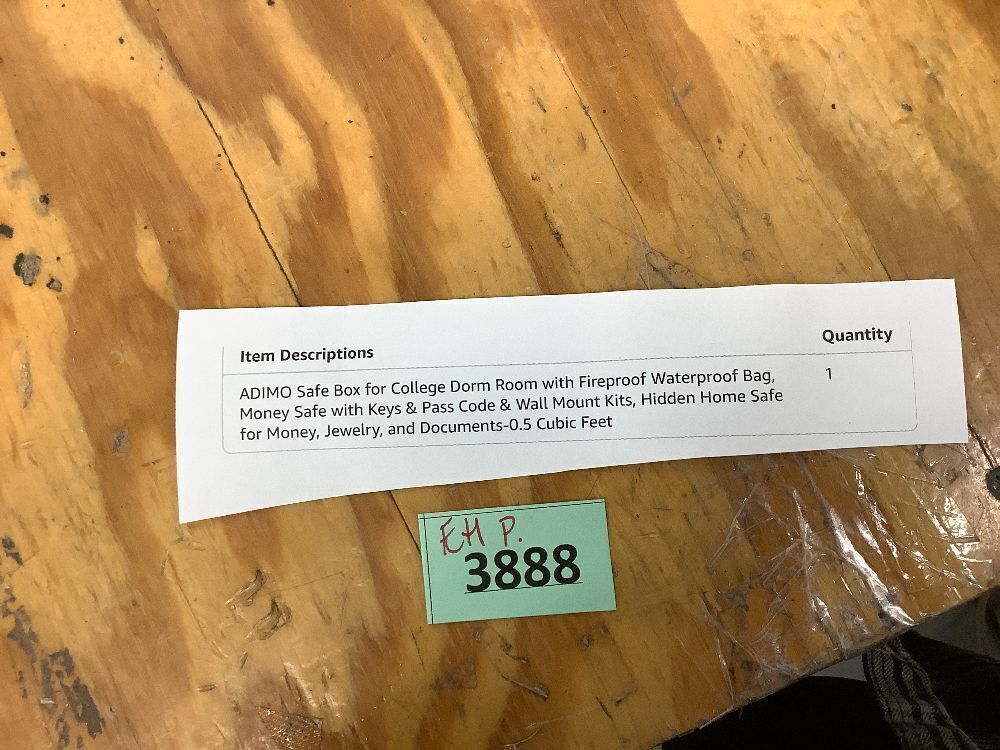 Item Descriptions Quantity
ADIMO Safe Box for College Dorm Room with Fireproof Waterproof Bag, 1
Money Safe with Keys & Pass Code & Wall Mount Kits, Hidden Home Safe
for Money, Jewelry, and Documents-0.5 Cubic Feet
EH P.
3888